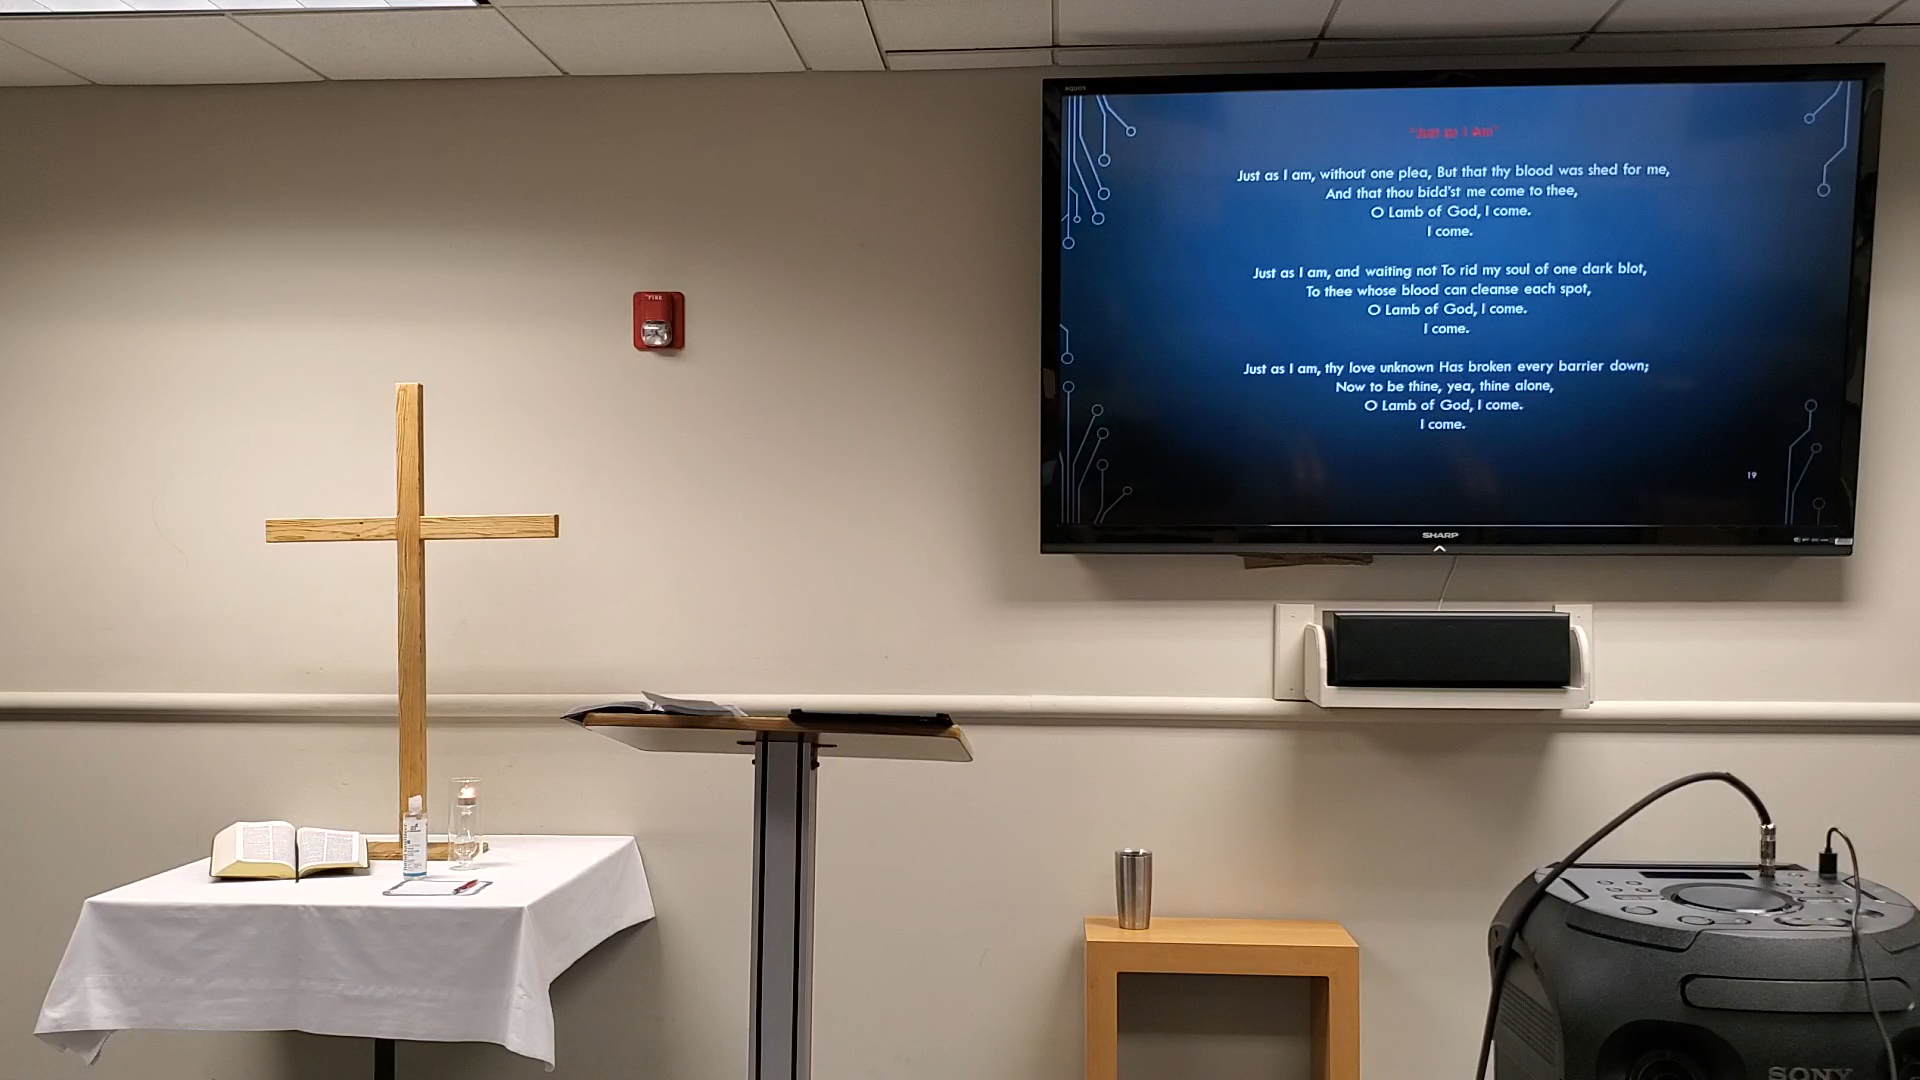 AQUOS
"Just as I Am"
Just as I am, without one plea, But that thy blood was shed for me,
And that thou bidd'st me come to thee,
O Lamb of God, I come.
I come.
Just as I am, and waiting not To rid my soul of one dark blot,
To thee whose blood can cleanse each spot,
O Lamb of God, I come.
I come.
Just as I am, thy love unknown Has broken every barrier down;
Now to be thine, yea, thine alone,
O Lamb of God, I come.
I come.
19
SHARP
FIRE
SONY